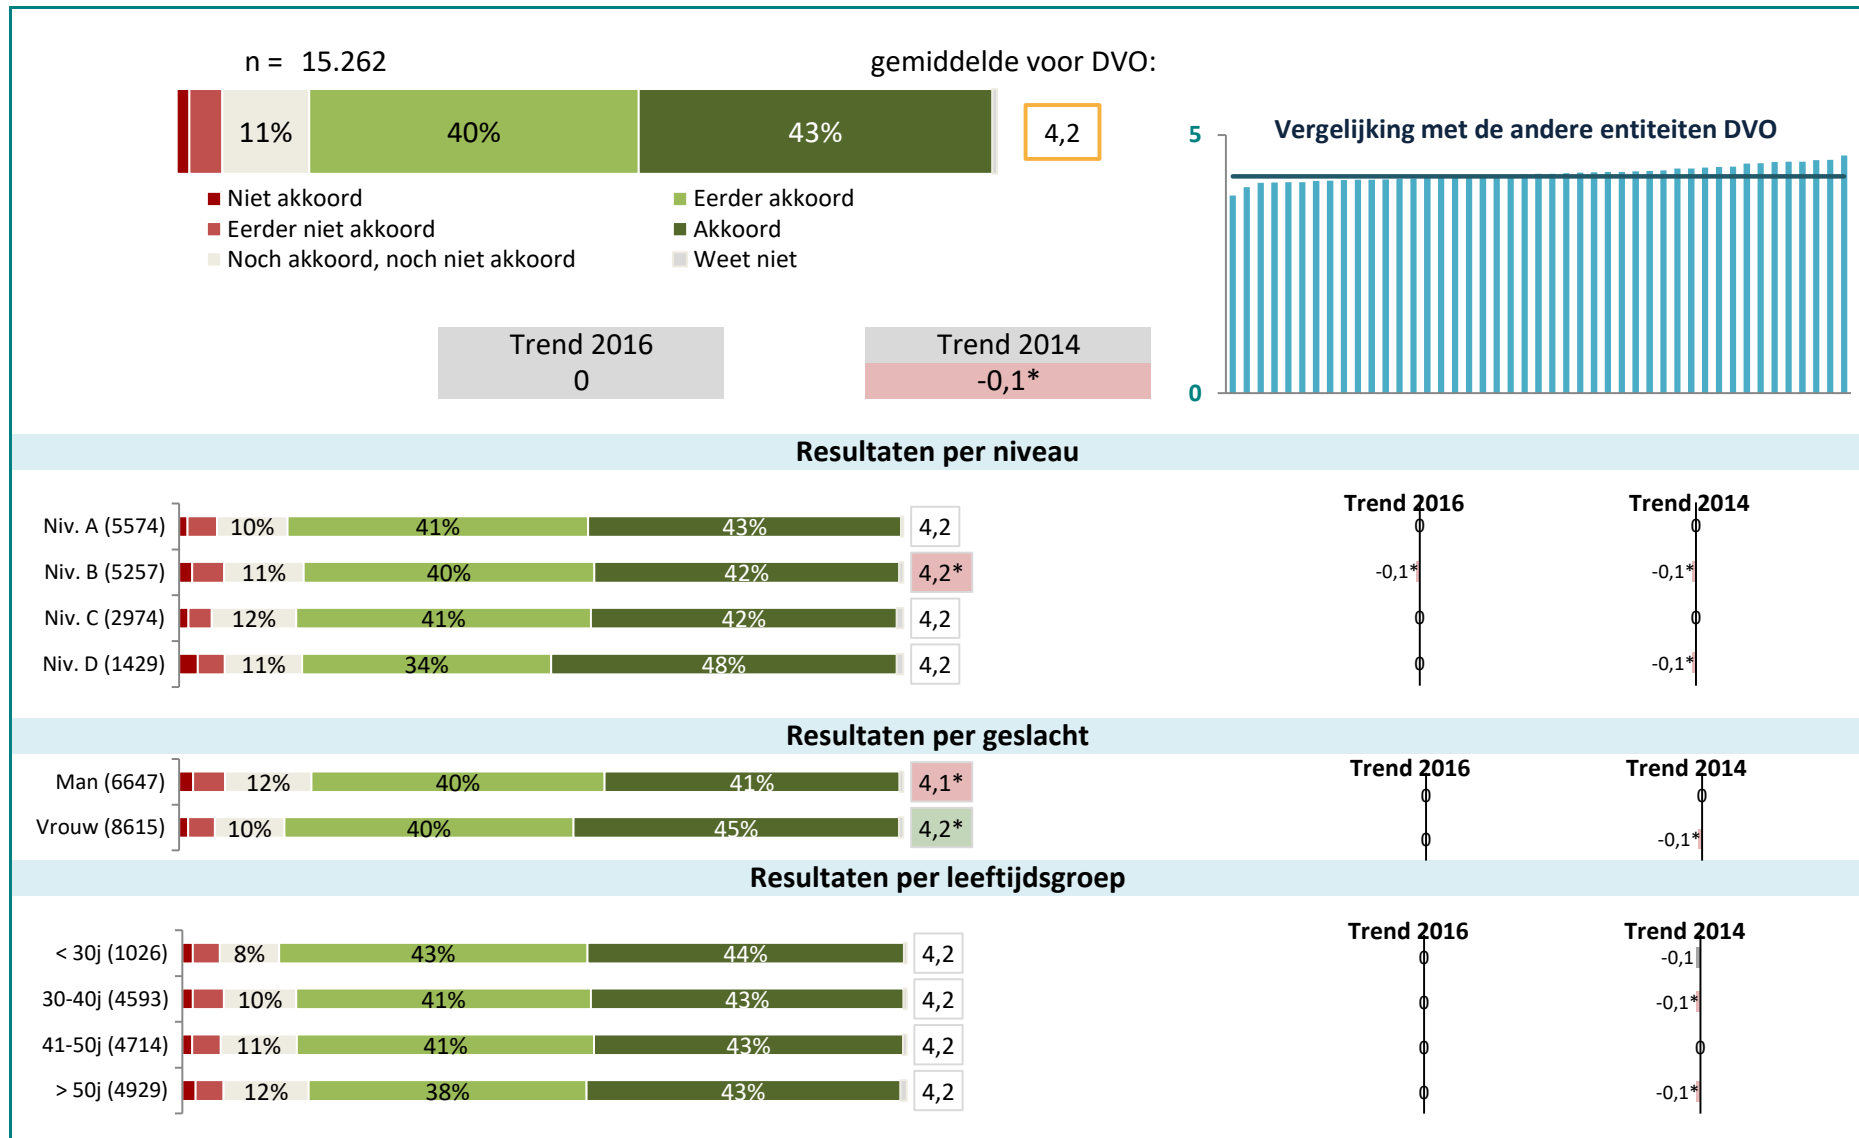 n = 15.262
gemiddelde voor DVO:
11% 40% 43%
4,2
Niet akkoord
Eerder akkoord
Eerder niet akkoord
Akkoord
Noch akkoord, noch niet akkoord
Weet niet
Vergelijking met de andere entiteiten DVO
5
0
Trend 2016
0
Trend 2014
-0,1*
Resultaten per niveau
Trend 2016 Trend 2014
Niv. A (5574) 10% 41% 43% 4,2 0 0
Niv. B (5257) 11% 40% 42% 4,2* -0,1* -0,1*
Niv. C (2974) 12% 41% 42% 4,2 0 0
Niv. D (1429) 11% 34% 48% 4,2 0 -0,1*
Resultaten per geslacht
Trend 2016 Trend 2014
Man (6647) 12% 40% 41% 4,1* 0 0
Vrouw (8615) 10% 40% 45% 4,2* 0 -0,1*
Resultaten per leeftijdsgroep
Trend 2016 Trend 2014
< 30j (1026) 8% 43% 44% 4,2 0 -0,1
30-40j (4593) 10% 41% 43% 4,2 0 -0,1*
41-50j (4714) 11% 41% 43% 4,2 0 0
> 50j (4929) 12% 38% 43% 4,2 0 -0,1*